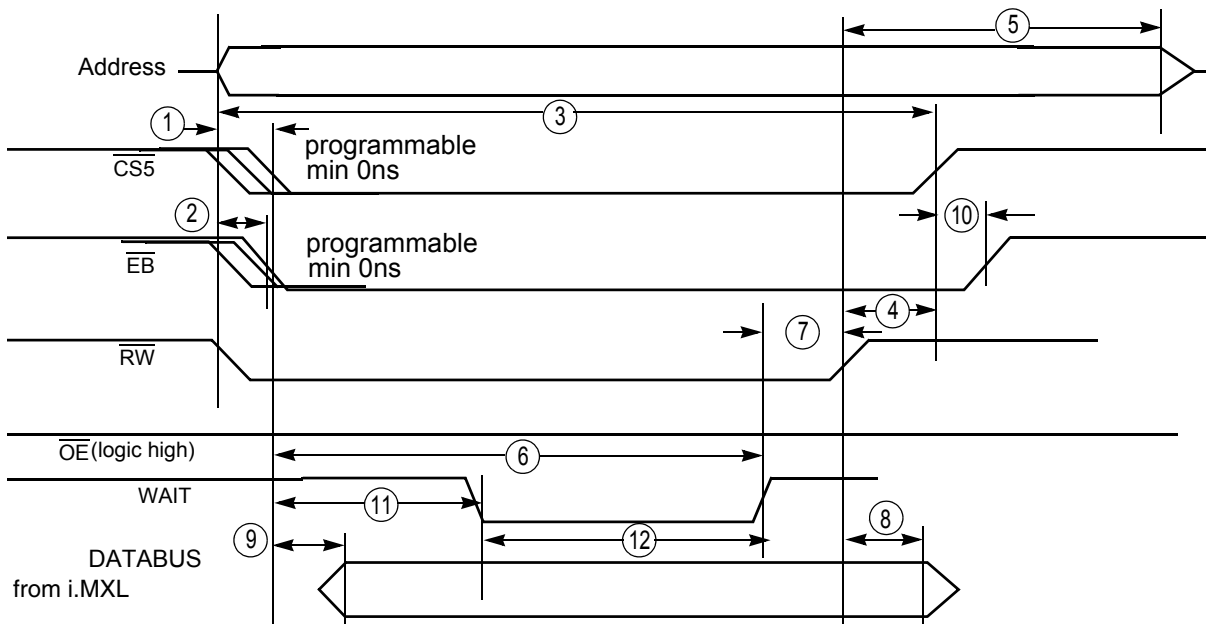 5
Address
1
3
programmable
min 0ns
CS5
2
10
programmable
min 0ns
EB
4
7
RW
OE(logic high)
6
WAIT
11
8
9
12
DATABUS
from i.MXL